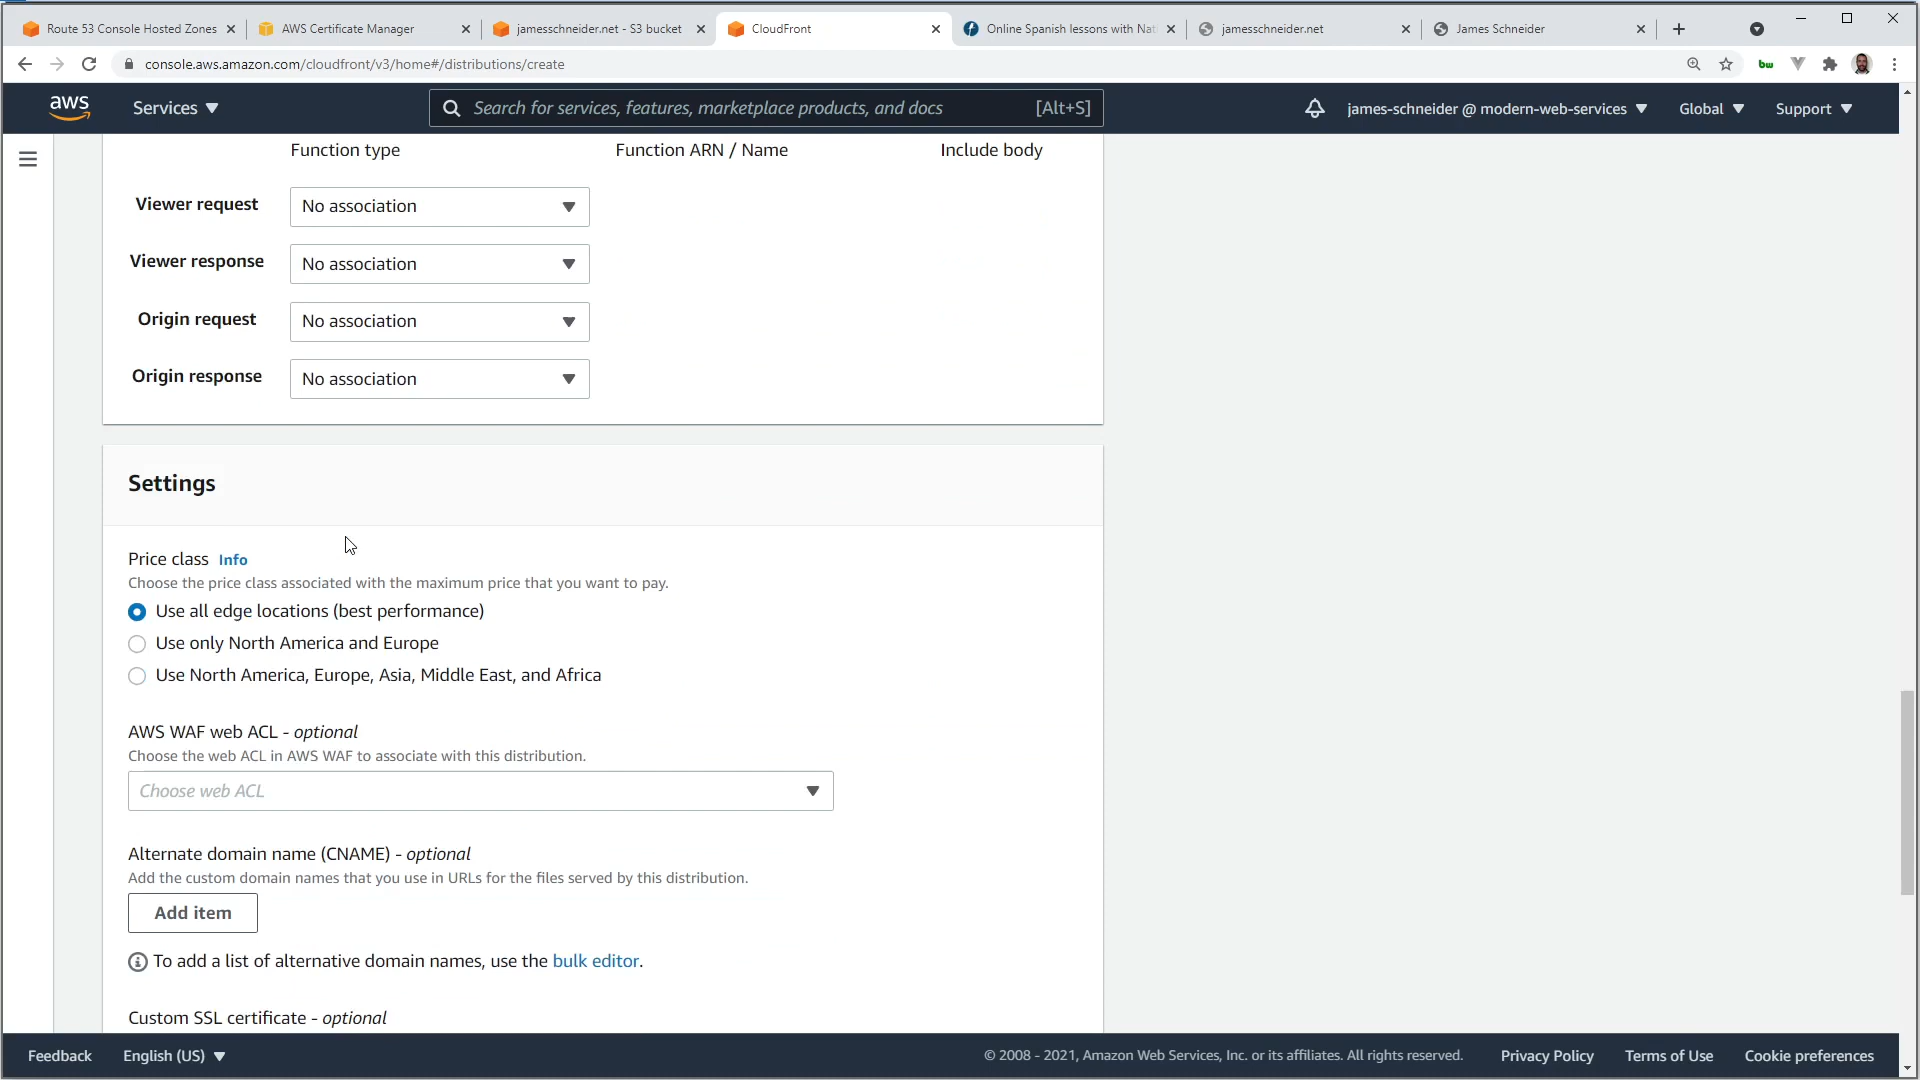 Route 53 Console Hosted Zones
AWS Certificate Manager
jamesschneider.net - S3 bucket
CloudFront
Online Spanish lessons with Nati
jamesschneider.net
James Schneider
console.aws.amazon.com/cloudfront/v3/home#/distributions/create
bw
aws
Services
Search for services, features, marketplace products, and docs
[Alt+S]
james-schneider @ modern-web-services
Global
Support
Function type
Function ARN / Name
Include body
Viewer request
No association
Viewer response
No association
Origin request
No association
Origin response
No association
Settings
Price class Info
Choose the price class associated with the maximum price that you want to pay.
Use all edge locations (best performance)
Use only North America and Europe
Use North America, Europe, Asia, Middle East, and Africa
AWS WAF web ACL - optional
Choose the web ACL in AWS WAF to associate with this distribution.
Choose web ACL
Alternate domain name (CNAME) - optional
Add the custom domain names that you use in URLs for the files served by this distribution.
Add item
To add a list of alternative domain names, use the bulk editor.
Custom SSL certificate - optional
Feedback
English (US)
© 2008 - 2021, Amazon Web Services, Inc. or its affiliates. All rights reserved.
Privacy Policy
Terms of Use
Cookie preferences